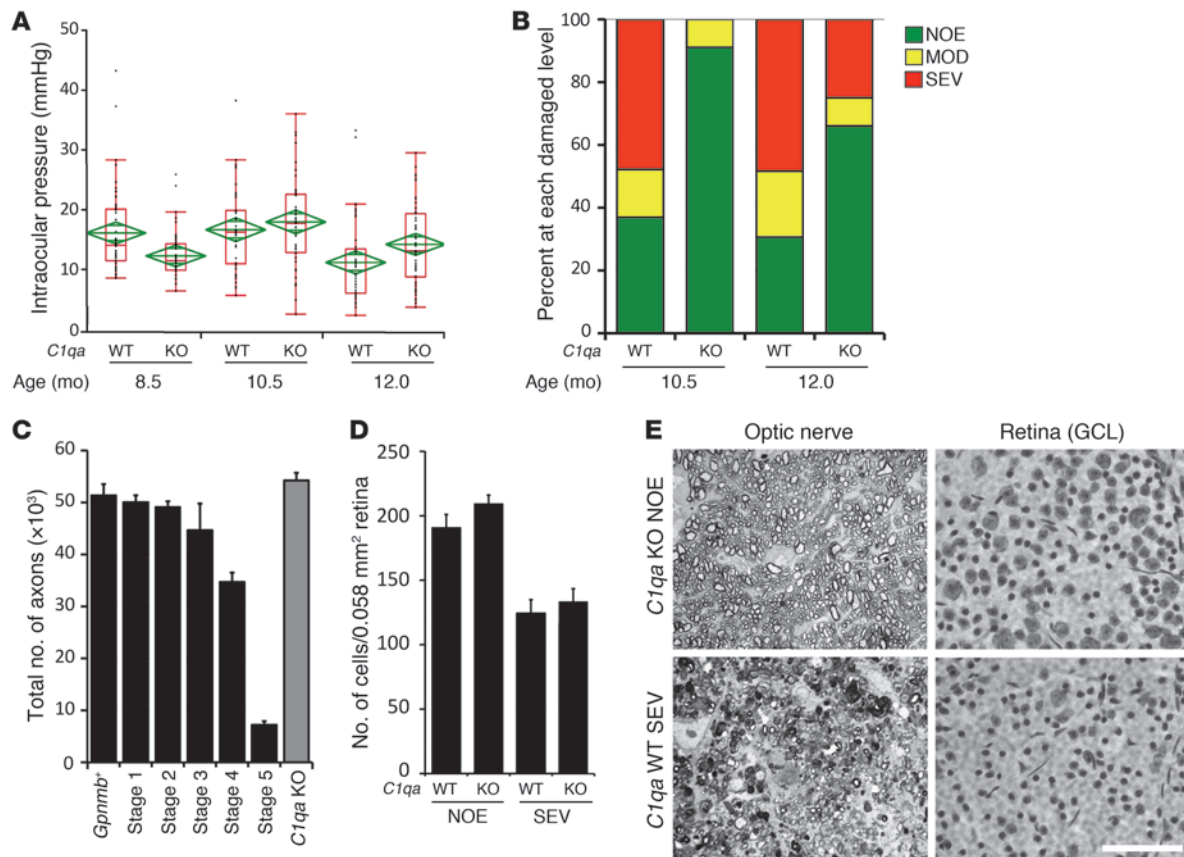 A
Intraocular pressure (mmHg)
50
40
30
20
10
0
C1qa WT KO WT KO WT KO
Age (mo) 8.5 10.5 12.0
B
Percent at each damaged level
100
80
60
40
20
0
C1qa WT KO WT KO
Age (mo) 10.5 12.0
NOE
MOD
SEV
C
Total no. of axons (×10³)
60
50
40
30
20
10
0
Gpnmb⁺
Stage 1
Stage 2
Stage 3
Stage 4
Stage 5
C1qa KO
D
No. of cells/0.058 mm² retina
250
200
150
100
50
0
C1qa WT KO WT KO
NOE SEV
E
Optic nerve Retina (GCL)
C1qa KO NOE
C1qa WT SEV